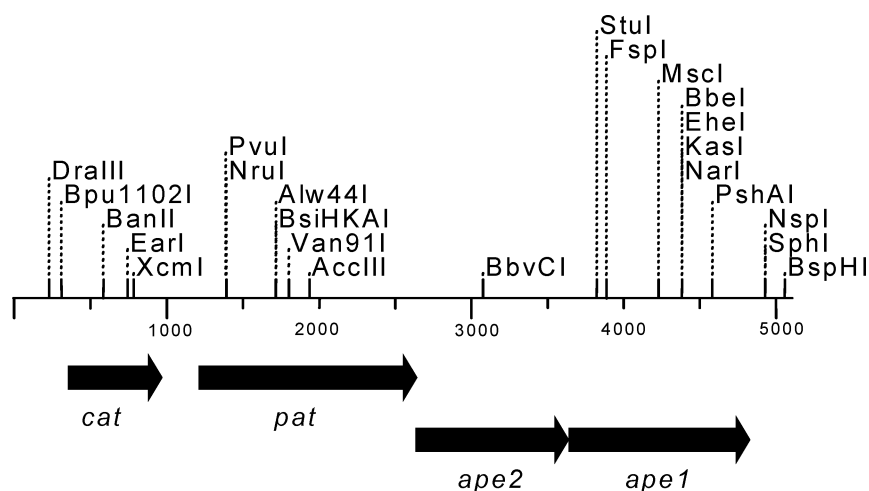 StuI
FspI
MscI
BbeI
EheI
PvuI
KasI
DraIII
NruI
NarI
Bpu1102I
Alw44I
PshAI
BanII
BsiHKAI
NspI
EarI
Van91I
SphI
XcmI
AccIII
BbvCI
BspHI
1000 2000 3000 4000 5000
cat pat
ape2 ape1